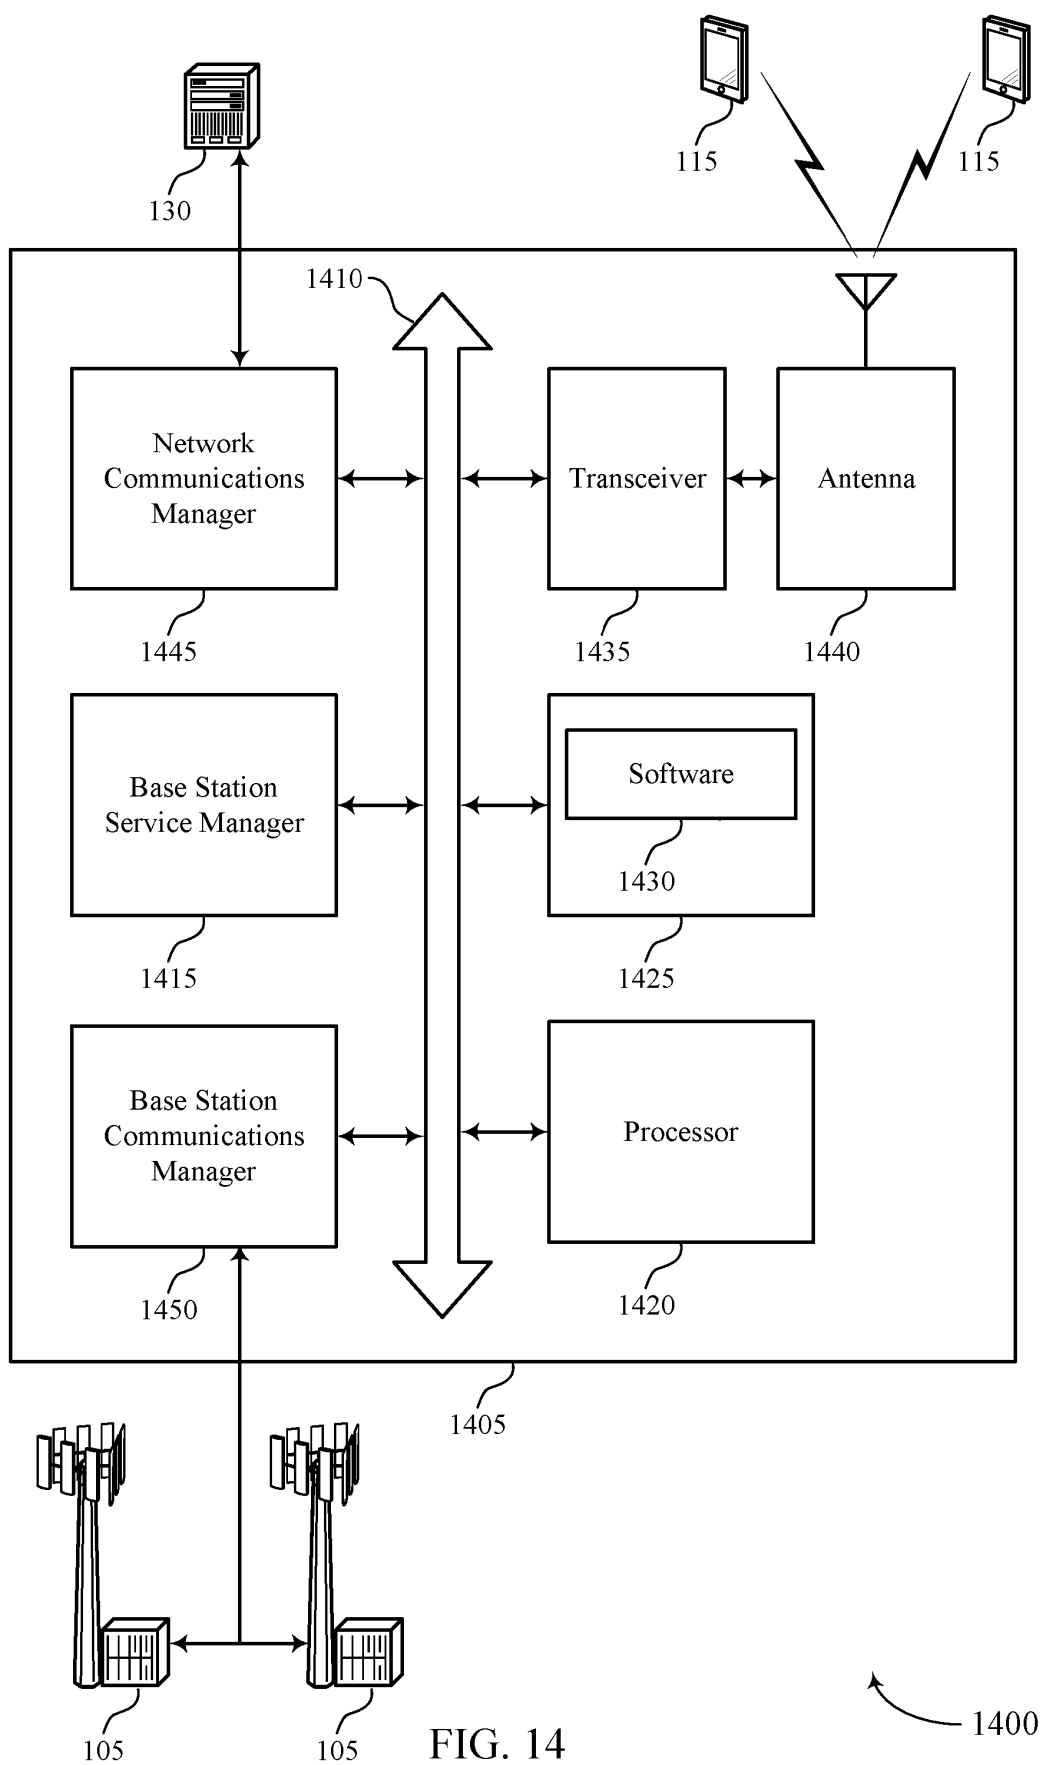 115
115
130
1410
Network
Communications
Manager
Transceiver
Antenna
1445
1435
1440
Software
Base Station
Service Manager
1430
1415
1425
Base Station
Communications
Manager
Processor
1450
1420
1405
105
105
FIG. 14
1400